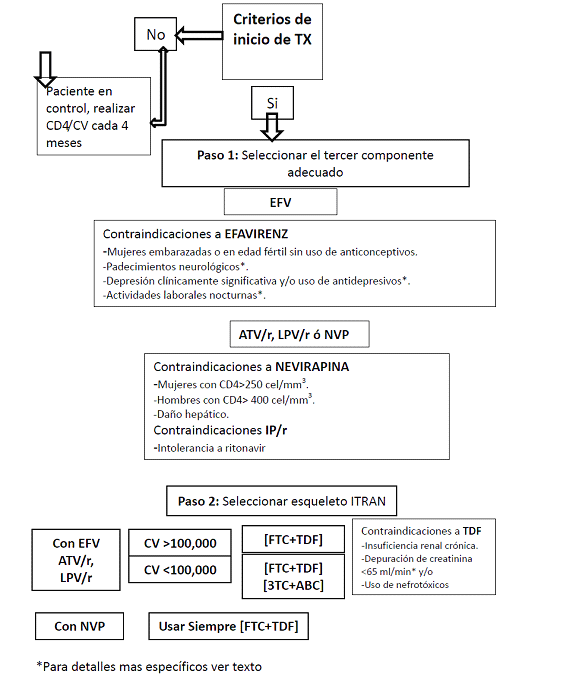 Criterios de
inicio de TX
No
Paciente en
control, realizar
CD4/CV cada 4
meses
Si
Paso 1: Seleccionar el tercer componente
adecuado
EFV
Contraindicaciones a EFAVIRENZ
-Mujeres embarazadas o en edad fértil sin uso de anticonceptivos.
-Padecimientos neurológicos*.
-Depresión clínicamente significativa y/o uso de antidepresivos*.
-Actividades laborales nocturnas*.
ATV/r, LPV/r ó NVP
Contraindicaciones a NEVIRAPINA
-Mujeres con CD4>250 cel/mm³.
-Hombres con CD4> 400 cel/mm³.
-Daño hepático.
Contraindicaciones IP/r
-Intolerancia a ritonavir
Paso 2: Seleccionar esqueleto ITRAN
Con EFV
ATV/r,
LPV/r
CV >100,000
CV <100,000
[FTC+TDF]
[FTC+TDF]
[3TC+ABC]
Contraindicaciones a TDF
-Insuficiencia renal crónica.
-Depuración de creatinina
<65 ml/min* y/o
-Uso de nefrotóxicos
Con NVP
Usar Siempre [FTC+TDF]
*Para detalles mas específicos ver texto